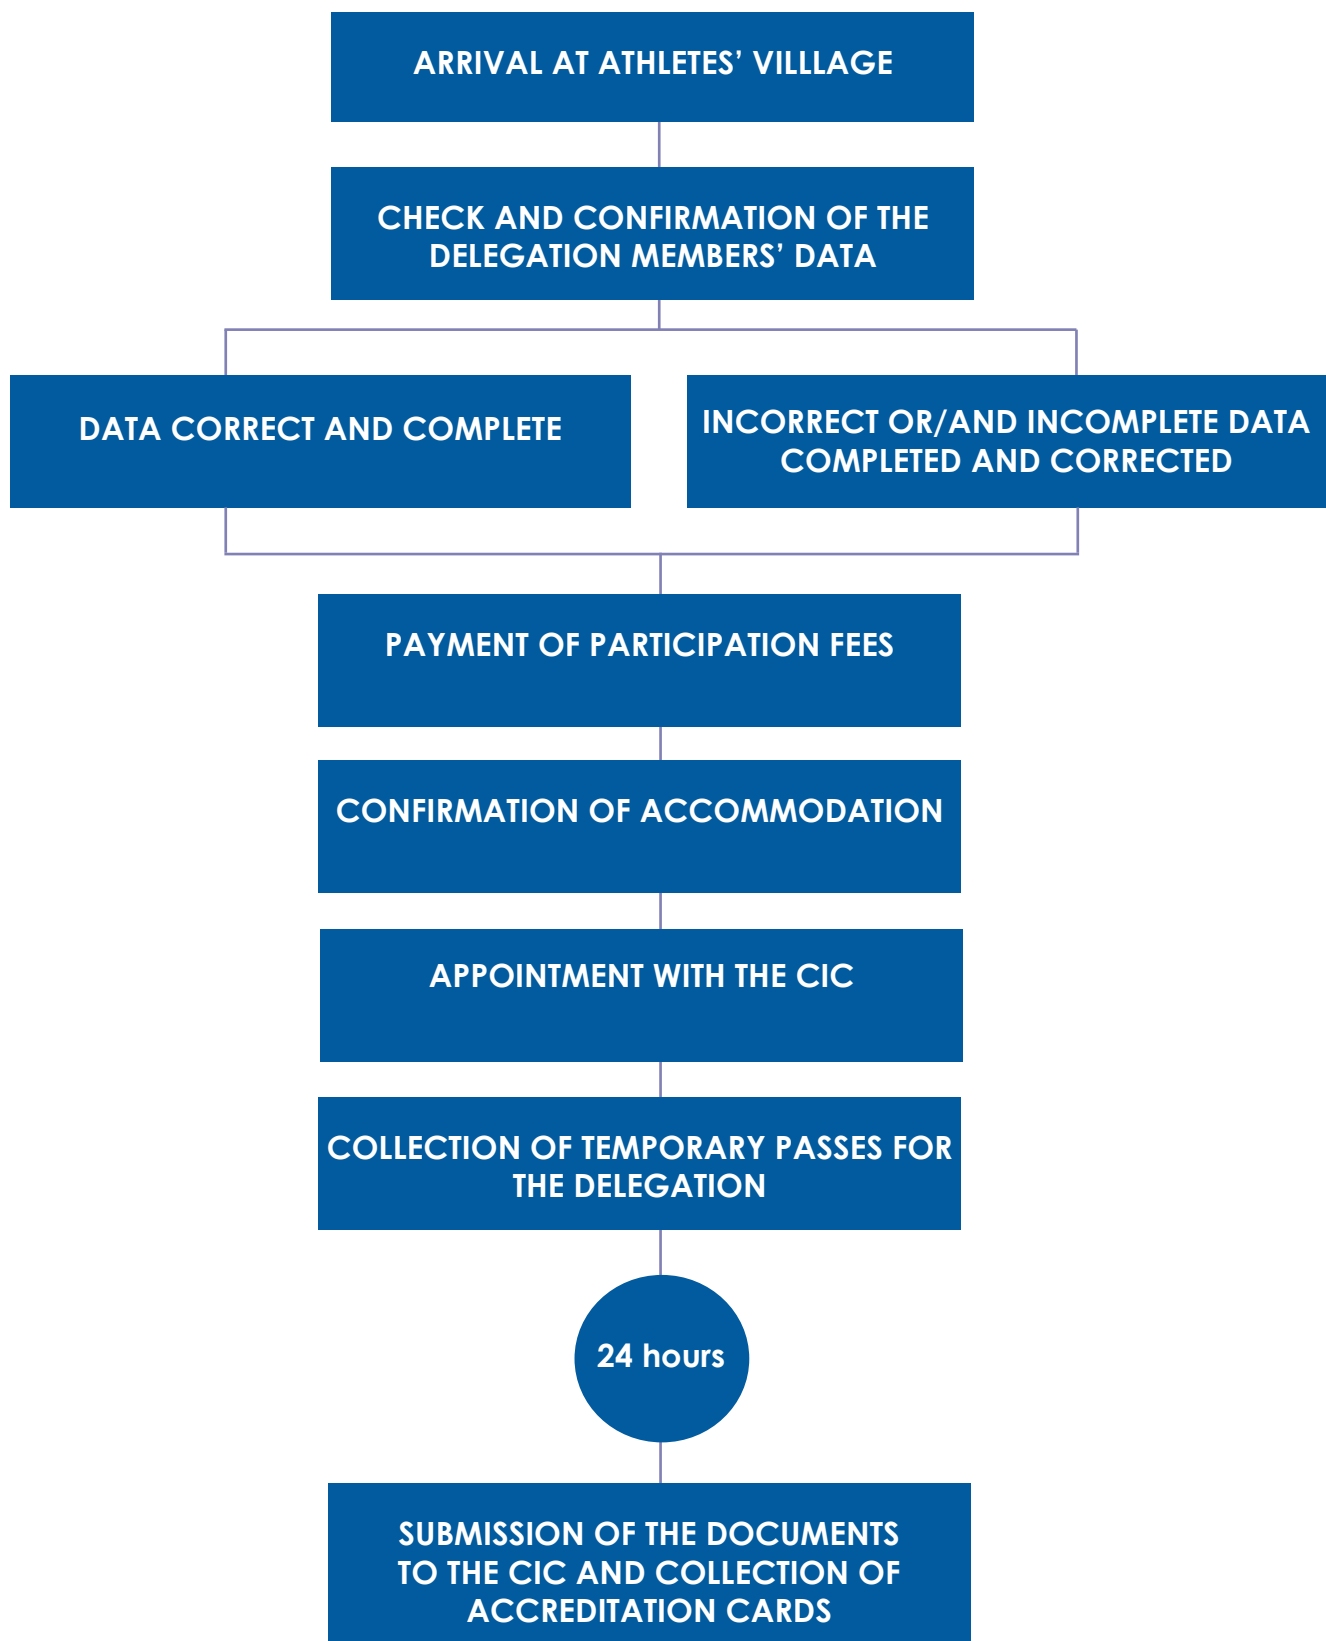 ARRIVAL AT ATHLETES’ VILLLAGE
CHECK AND CONFIRMATION OF THE
DELEGATION MEMBERS’ DATA
DATA CORRECT AND COMPLETE
INCORRECT OR/AND INCOMPLETE DATA
COMPLETED AND CORRECTED
PAYMENT OF PARTICIPATION FEES
CONFIRMATION OF ACCOMMODATION
APPOINTMENT WITH THE CIC
COLLECTION OF TEMPORARY PASSES FOR
THE DELEGATION
24 hours
SUBMISSION OF THE DOCUMENTS
TO THE CIC AND COLLECTION OF
ACCREDITATION CARDS